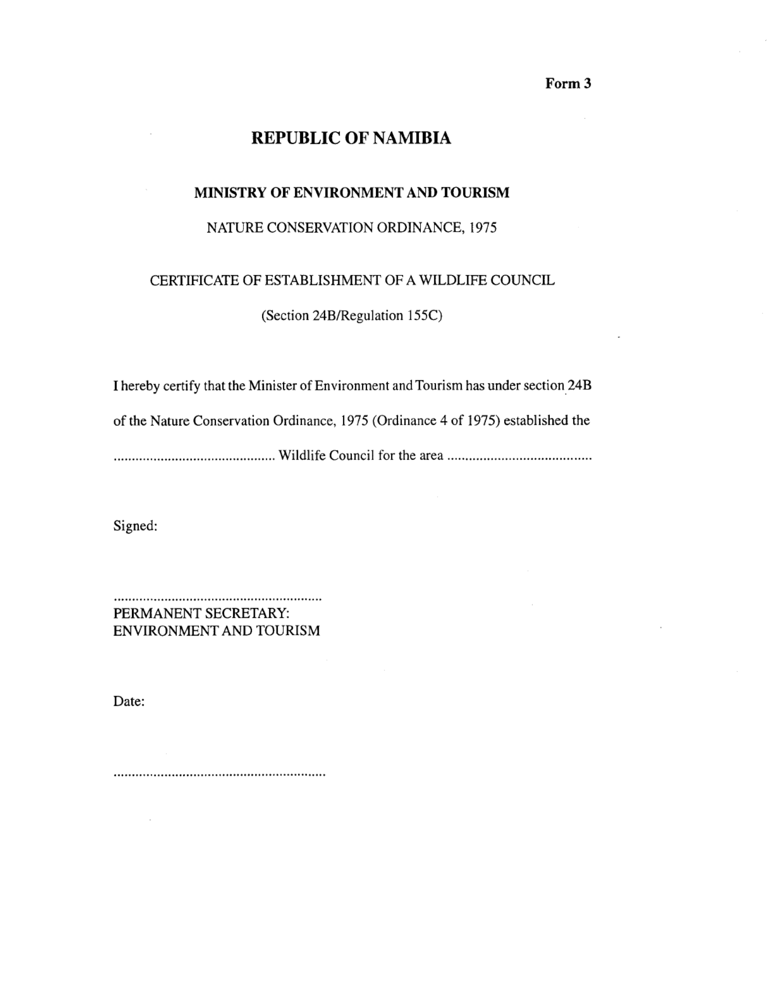 Form 3
REPUBLIC OF NAMIBIA
MINISTRY OF ENVIRONMENT AND TOURISM
NATURE CONSERVATION ORDINANCE, 1975
CERTIFICATE OF ESTABLISHMENT OF A WILDLIFE COUNCIL
(Section 24B/Regulation 155C)
I hereby certify that the Minister of Environment and Tourism has under section 24B
of the Nature Conservation Ordinance, 1975 (Ordinance 4 of 1975) established the
............................................. Wildlife Council for the area ........................................
Signed:
..........................................................
PERMANENT SECRETARY:
ENVIRONMENT AND TOURISM
Date:
...........................................................